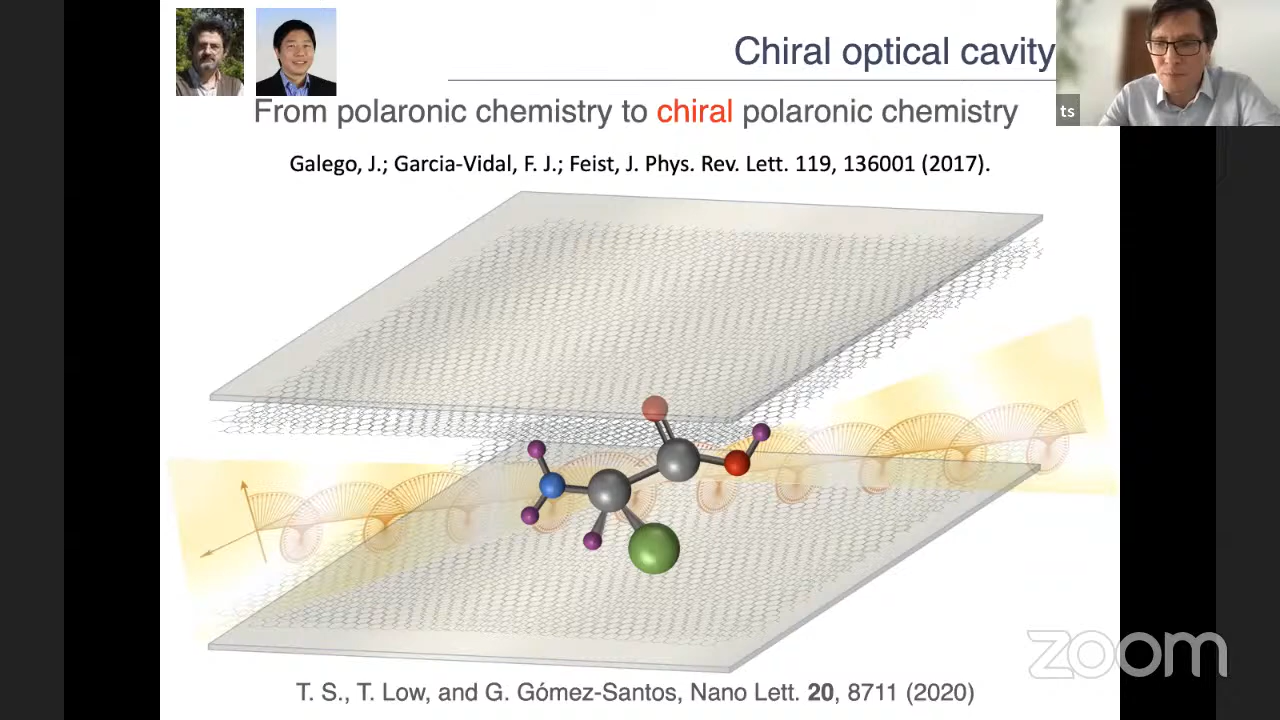 Chiral optical cavity
From polaronic chemistry to chiral polaronic chemistry
ts
Galego, J.; Garcia-Vidal, F. J.; Feist, J. Phys. Rev. Lett. 119, 136001 (2017).
zoom
T. S., T. Low, and G. Gómez-Santos, Nano Lett. 20, 8711 (2020)